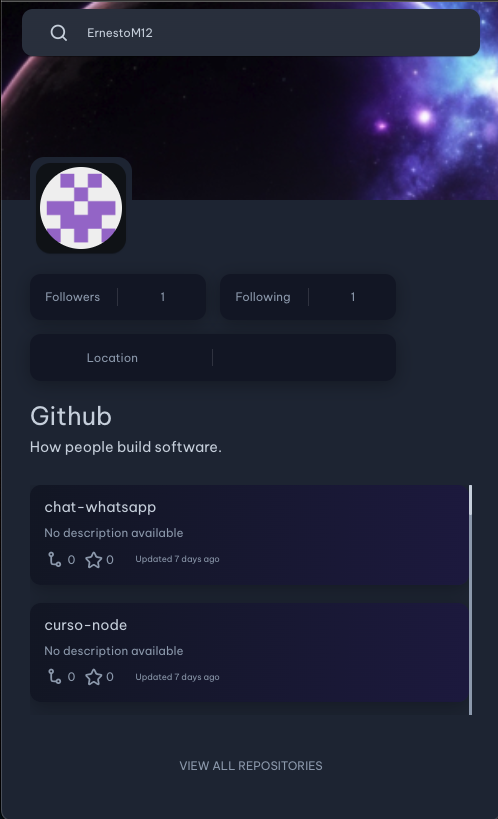 ErnestoM12
Followers 1 Following 1
Location
Github
How people build software.
chat-whatsapp
No description available
0 0 Updated 7 days ago
curso-node
No description available
0 0 Updated 7 days ago
VIEW ALL REPOSITORIES